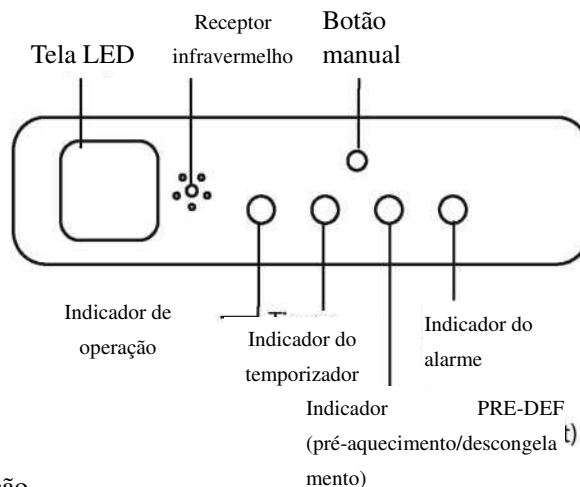 Receptor
infravermelho
Botão
manual
Tela LED
Indicador de
operação
Indicador do
temporizador
Indicador do
alarme
Indicador PRE-DEF
(pré-aquecimento/descongela
mento)
t)